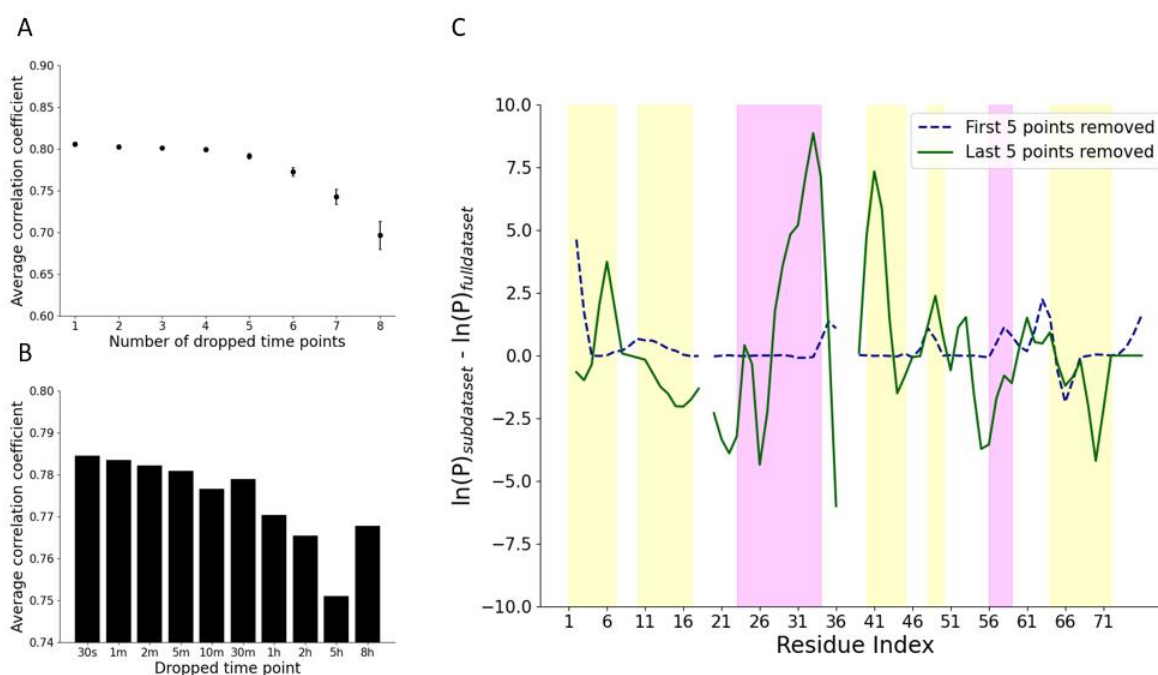 A
0.90
0.85
0.80
0.75
0.70
0.65
0.60
Average correlation coefficient
1 2 3 4 5 6 7 8
Number of dropped time points
B
0.80
0.79
0.78
0.77
0.76
0.75
0.74
Average correlation coefficient
30s 1m 2m 5m 10m 30m 1h 2h 5h 8h
Dropped time point
C
10.0
7.5
5.0
2.5
0.0
−2.5
−5.0
−7.5
−10.0
ln(P)subdataset - ln(P)fulldataset
First 5 points removed
Last 5 points removed
1 6 11 16 21 26 31 36 41 46 51 56 61 66 71
Residue Index